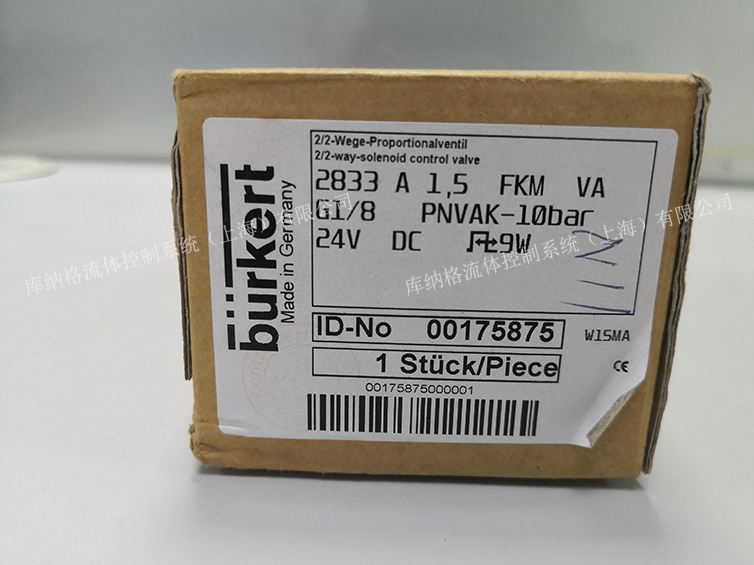 bürkert
Made in Germany
2/2-Wege-Proportionalventil
2/2-way-solenoid control valve
2833 A 1,5 FKM VA
G1/8 PNVAK-10bar
24V DC 9W
ID-No 00175875
W15MA
1 Stück/Piece
CE
00175875000001
库纳格流体控制系统（上海）有限公司
库纳格流体控制系统（上海）有限公司